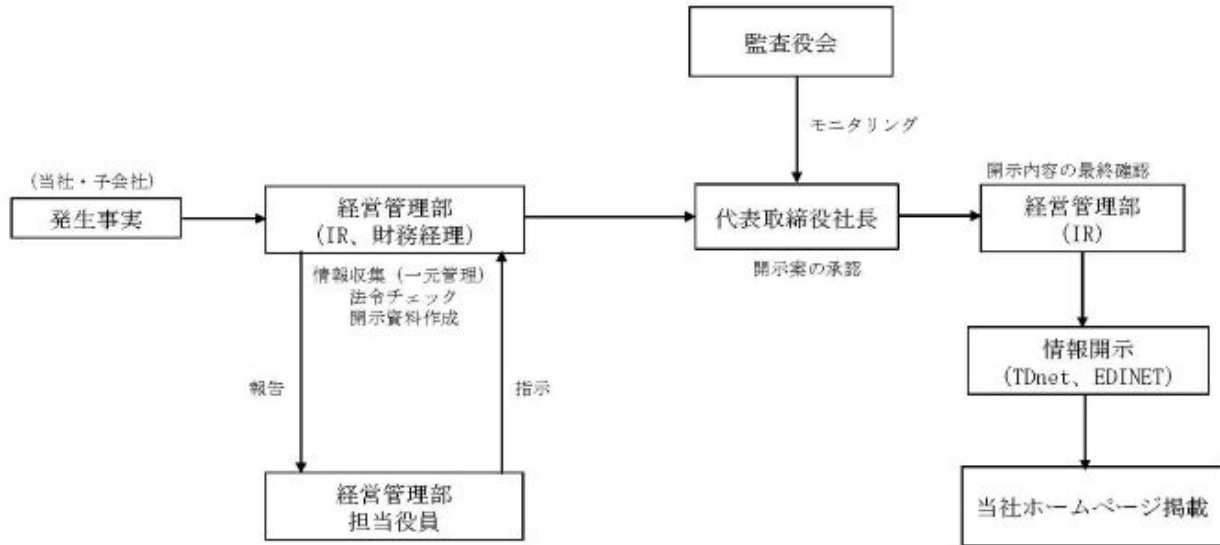 監査役会
モニタリング
(当社・子会社)
発生事実
経営管理部
(IR、財務経理)
情報収集 (一元管理)
法令チェック
開示資料作成
報告
指示
経営管理部
担当役員
代表取締役社長
開示案の承認
開示内容の最終確認
経営管理部
(IR)
情報開示
(TDnet、EDINET)
当社ホームページ掲載